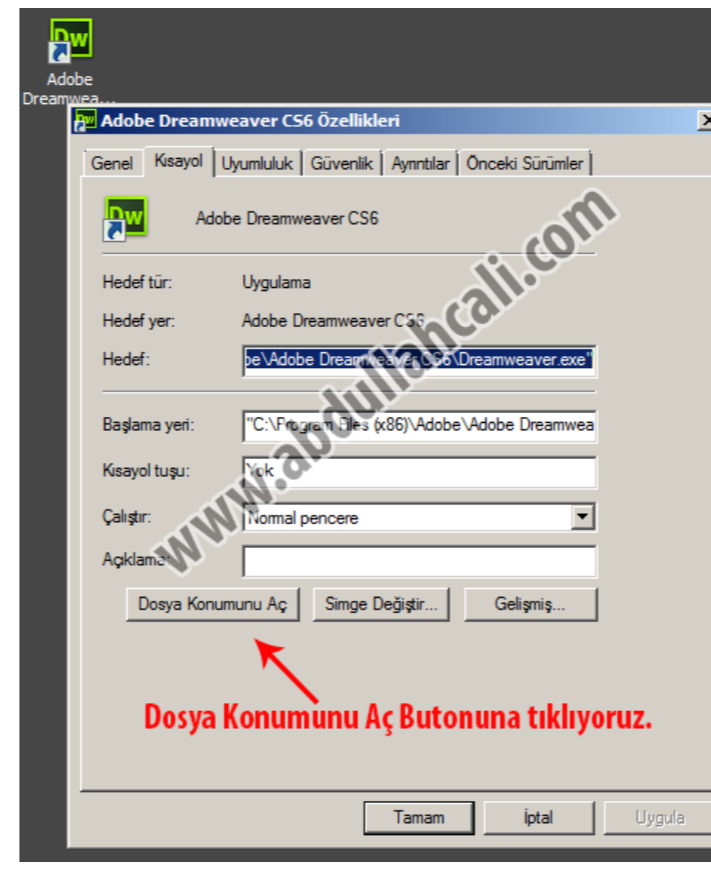 Dw
Adobe
Dreamwea...
Dw Adobe Dreamweaver CS6 Özellikleri
Genel Kısayol Uyumluluk Güvenlik Ayrıntılar Önceki Sürümler
Dw Adobe Dreamweaver CS6
Hedef tür: Uygulama
Hedef yer: Adobe Dreamweaver CS6
Hedef: be\Adobe Dreamweaver CS6\Dreamweaver.exe"
Başlama yeri: "C:\Program Files (x86)\Adobe\Adobe Dreamwea
Kısayol tuşu: Yok
Çalıştır: Normal pencere
Açıklama:
www.abdullahcali.com
Dosya Konumunu Aç Simge Değiştir... Gelişmiş...
Dosya Konumunu Aç Butonuna tıklıyoruz.
Tamam İptal Uygula